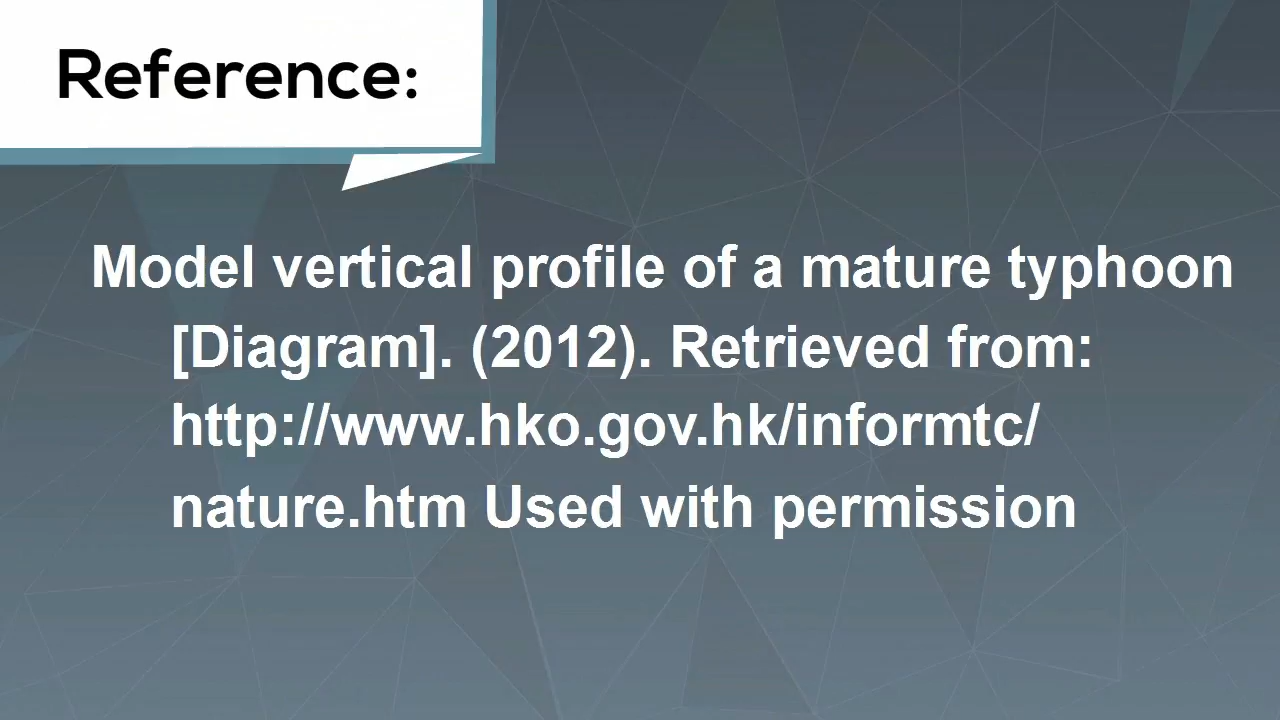 Reference:
Model vertical profile of a mature typhoon
[Diagram]. (2012). Retrieved from:
http://www.hko.gov.hk/informtc/
nature.htm Used with permission